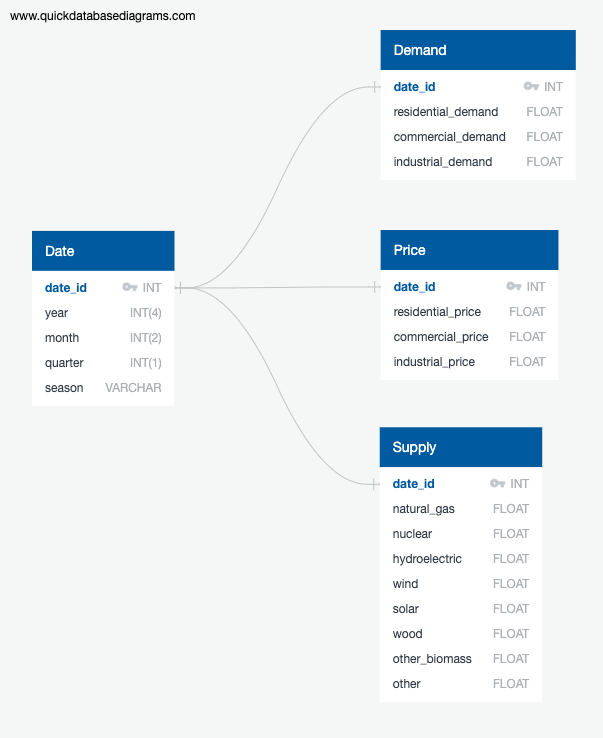 www.quickdatabasediagrams.com
Demand
date_id INT
residential_demand FLOAT
commercial_demand FLOAT
industrial_demand FLOAT
Date
date_id INT
year INT(4)
month INT(2)
quarter INT(1)
season VARCHAR
Price
date_id INT
residential_price FLOAT
commercial_price FLOAT
industrial_price FLOAT
Supply
date_id INT
natural_gas FLOAT
nuclear FLOAT
hydroelectric FLOAT
wind FLOAT
solar FLOAT
wood FLOAT
other_biomass FLOAT
other FLOAT